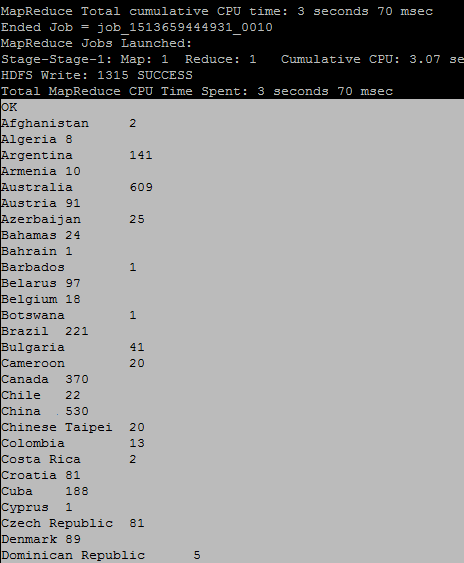 MapReduce Total cumulative CPU time: 3 seconds 70 msec
Ended Job = job_1513659444931_0010
MapReduce Jobs Launched:
Stage-Stage-1: Map: 1  Reduce: 1   Cumulative CPU: 3.07 se
HDFS Write: 1315 SUCCESS
Total MapReduce CPU Time Spent: 3 seconds 70 msec
OK
Afghanistan     2
Algeria 8
Argentina       141
Armenia 10
Australia       609
Austria 91
Azerbaijan      25
Bahamas 24
Bahrain 1
Barbados        1
Belarus 97
Belgium 18
Botswana        1
Brazil  221
Bulgaria        41
Cameroon        20
Canada  370
Chile   22
China   530
Chinese Taipei  20
Colombia        13
Costa Rica      2
Croatia 81
Cuba    188
Cyprus  1
Czech Republic  81
Denmark 89
Dominican Republic      5